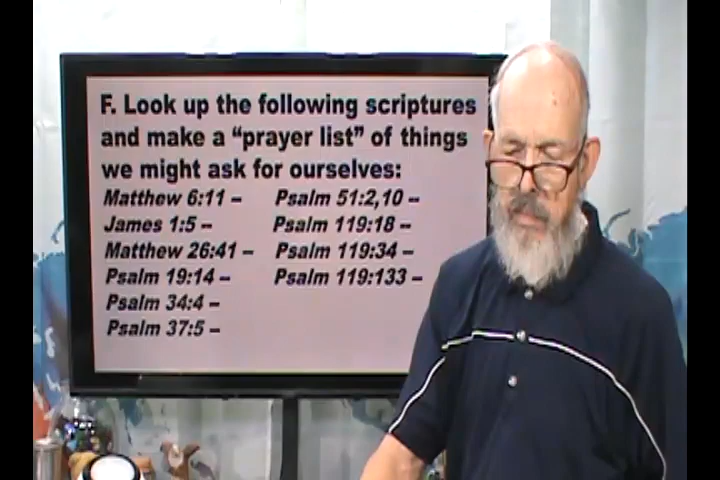 F. Look up the following scriptures
and make a “prayer list” of things
we might ask for ourselves:
Matthew 6:11 –
James 1:5 –
Matthew 26:41 –
Psalm 19:14 –
Psalm 34:4 –
Psalm 37:5 –
Psalm 51:2,10 –
Psalm 119:18 –
Psalm 119:34 –
Psalm 119:133 –